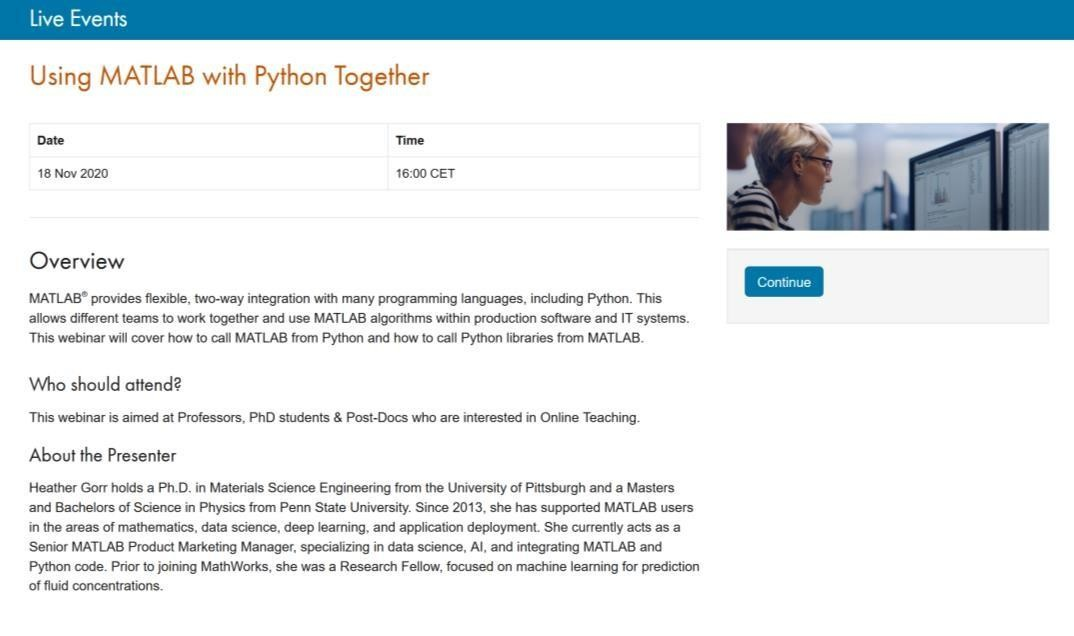 Live Events
Using MATLAB with Python Together
Date
Time
18 Nov 2020
16:00 CET
Continue
Overview
MATLAB® provides flexible, two-way integration with many programming languages, including Python. This
allows different teams to work together and use MATLAB algorithms within production software and IT systems.
This webinar will cover how to call MATLAB from Python and how to call Python libraries from MATLAB.
Who should attend?
This webinar is aimed at Professors, PhD students & Post-Docs who are interested in Online Teaching.
About the Presenter
Heather Gorr holds a Ph.D. in Materials Science Engineering from the University of Pittsburgh and a Masters
and Bachelors of Science in Physics from Penn State University. Since 2013, she has supported MATLAB users
in the areas of mathematics, data science, deep learning, and application deployment. She currently acts as a
Senior MATLAB Product Marketing Manager, specializing in data science, AI, and integrating MATLAB and
Python code. Prior to joining MathWorks, she was a Research Fellow, focused on machine learning for prediction
of fluid concentrations.